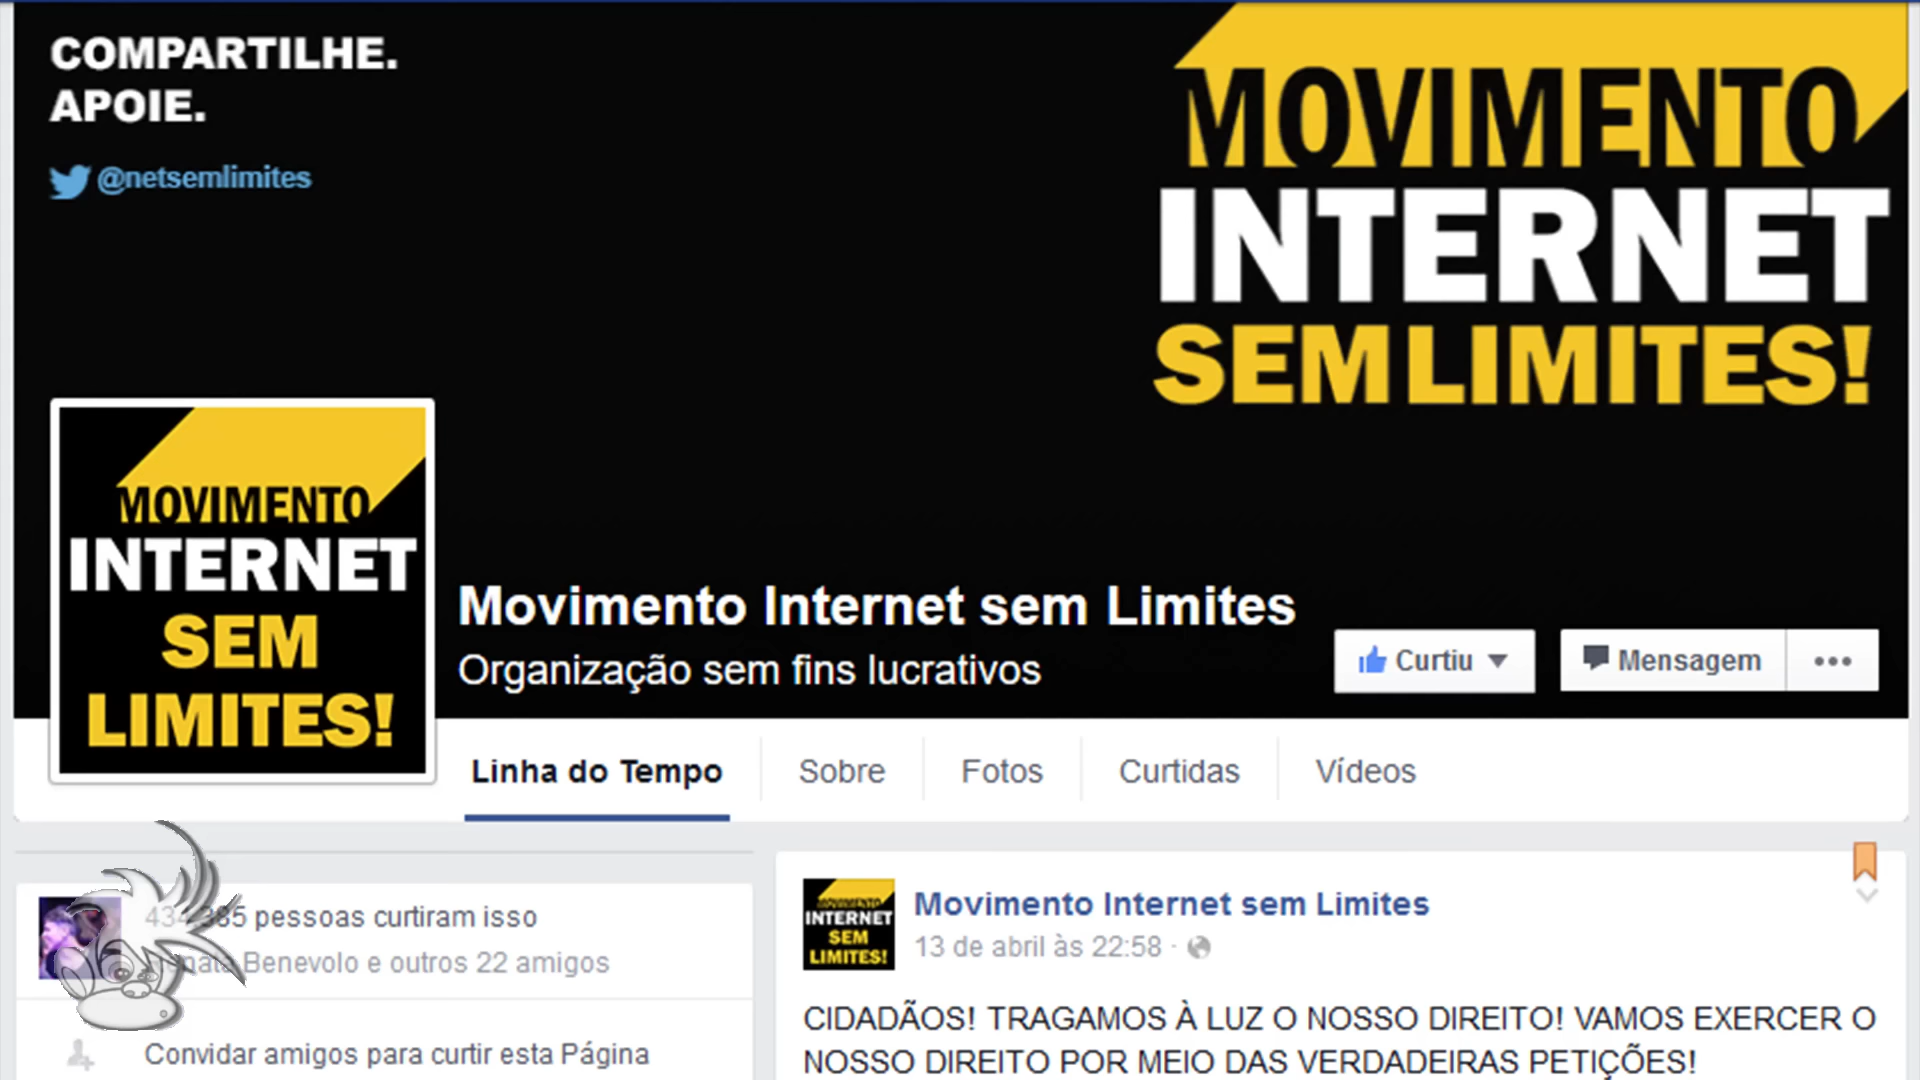 COMPARTILHE.
APOIE.
@netsemlimites
MOVIMENTO
INTERNET
SEM LIMITES!
MOVIMENTO
INTERNET
SEM
LIMITES!
Movimento Internet sem Limites
Organização sem fins lucrativos
Curtiu
Mensagem
Linha do Tempo
Sobre
Fotos
Curtidas
Vídeos
pessoas curtiram isso
Benevolo e outros 22 amigos
Convidar amigos para curtir esta Página
MOVIMENTO
INTERNET
SEM
LIMITES!
Movimento Internet sem Limites
13 de abril às 22:58 ·
CIDADÃOS! TRAGAMOS À LUZ O NOSSO DIREITO! VAMOS EXERCER O
NOSSO DIREITO POR MEIO DAS VERDADEIRAS PETIÇÕES!